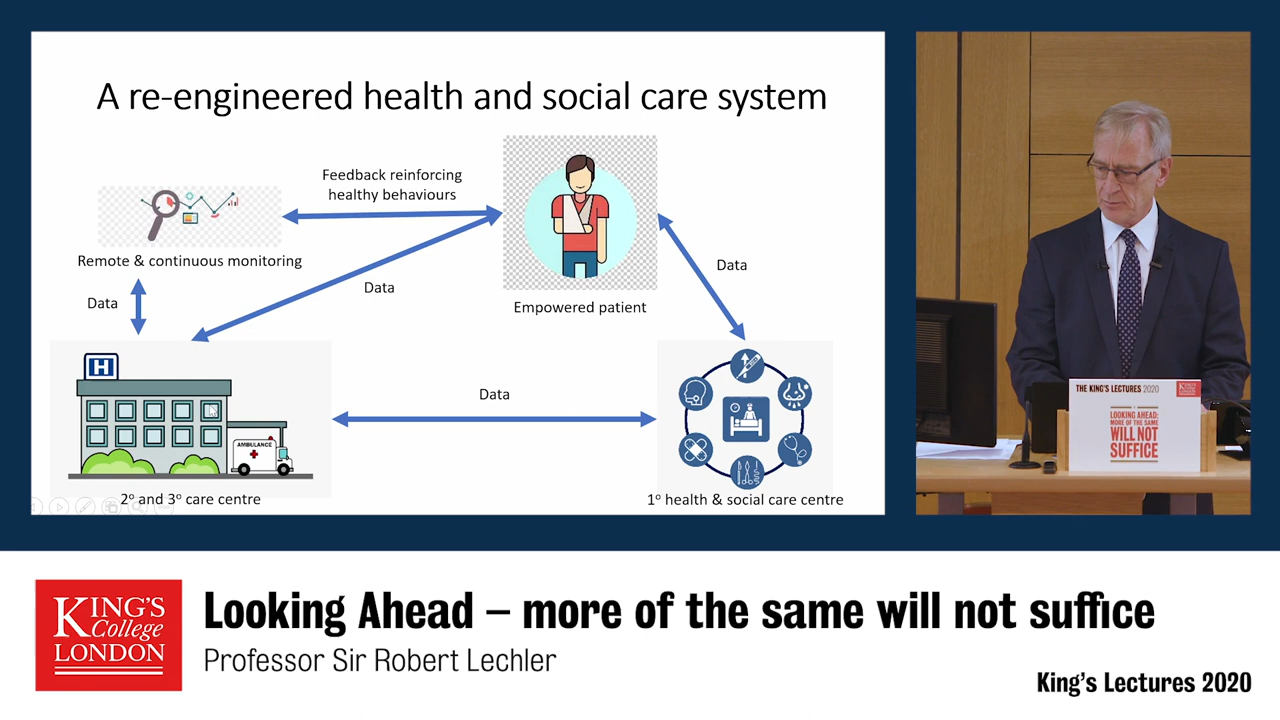 A re-engineered health and social care system
Feedback reinforcing
healthy behaviours
Remote & continuous monitoring
Data
Data
Data
Empowered patient
H
AMBULANCE
Data
2º and 3º care centre
1º health & social care centre
THE KING'S LECTURES 2020
LOOKING AHEAD:
MORE OF THE SAME
WILL NOT
SUFFICE
KING'S
College
LONDON
Looking Ahead – more of the same will not suffice
Professor Sir Robert Lechler
King's Lectures 2020